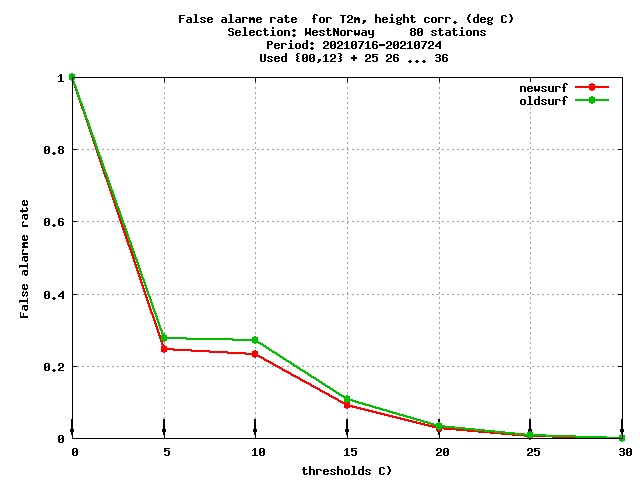 False alarme rate  for T2m, height corr. (deg C)
Selection: WestNorway     80 stations
Period: 20210716-20210724
Used {00,12} + 25 26 ... 36
newsurf
oldsurf
1
0.8
0.6
0.4
0.2
0
False alarme rate
0 5 10 15 20 25 30
thresholds C)